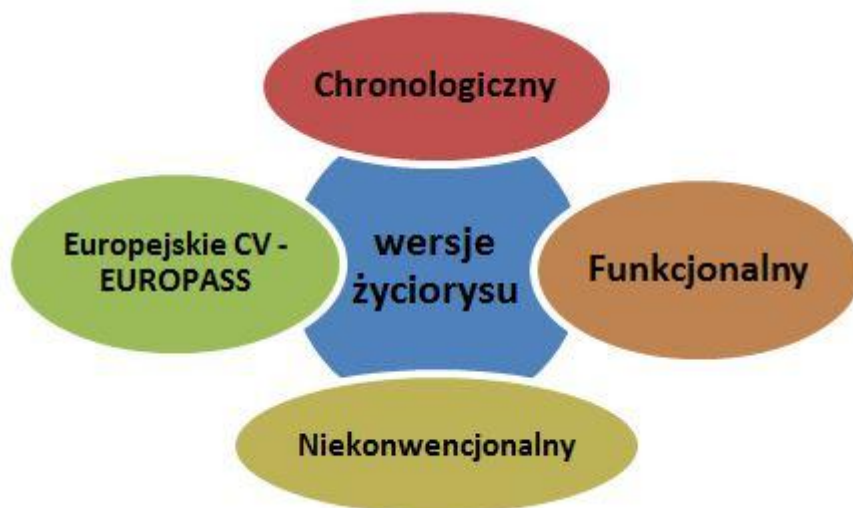 Chronologiczny
Europejskie CV -
EUROPASS
wersje
życiorysu
Funkcjonalny
Niekonwencjonalny